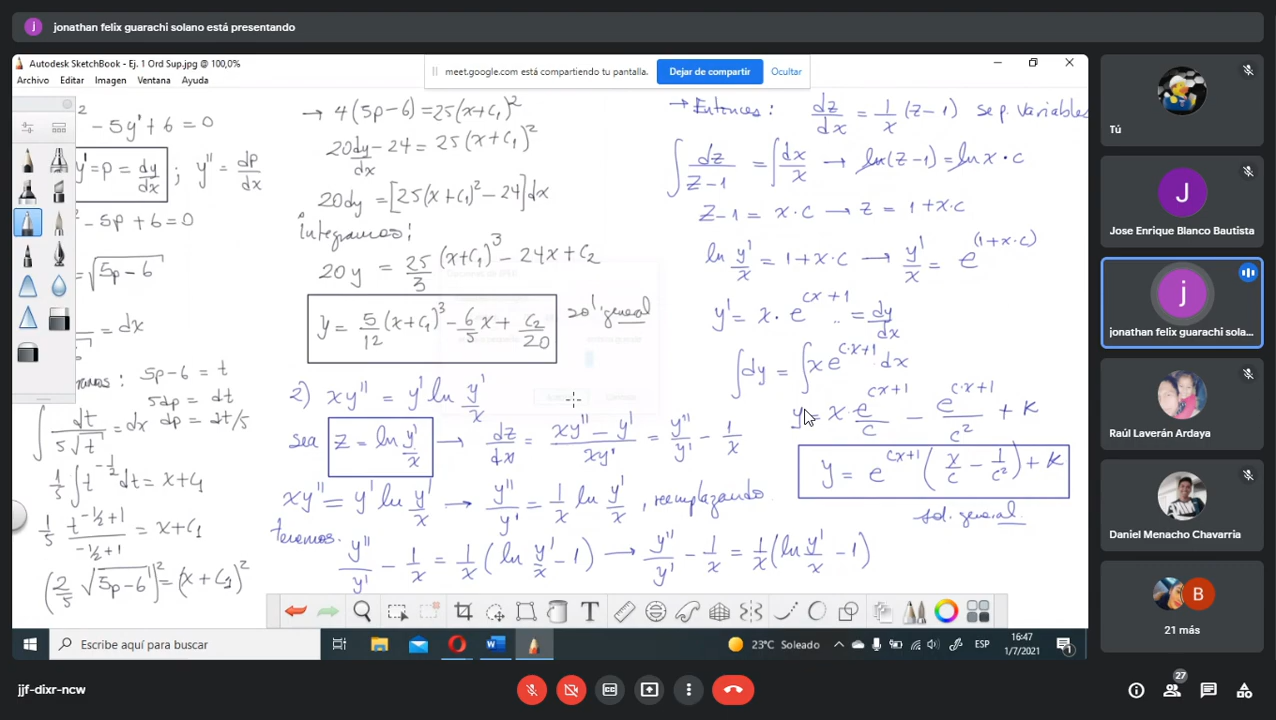 jonathan felix guarachi solano está presentando
Autodesk SketchBook - Ej. 1 Ord Sup.jpg @ 100,0%
Archivo Editar Imagen Ventana Ayuda
meet.google.com está compartiendo tu pantalla. Dejar de compartir Ocultar
² - 5y' + 6 = 0
y' = p = dy/dx ; y'' = dp/dx
² - 5p + 6 = 0
√(5p-6)
= dx
5p-6 = t
5dp = dt
dp = dt/5
∫ dt/(5√t) = dx
1/5 ∫ t^(-1/2) dt = x + C₁
1/5 t^(-1/2+1)/(-1/2+1) = x + C₁
(2/5 √(5p-6))² = (x + C₁)²
→ 4(5p-6) = 25(x+C₁)²
20 dy/dx - 24 = 25(x+C₁)²
20dy = [25(x+C₁)² - 24]dx
integramos:
20y = 25/3 (x+C₁)³ - 24x + C₂
y = 5/12 (x+C₁)³ - 6/5 x + C₂/20 sol. general
2) xy'' = y' ln y'/x
sea z = ln y'/x → dz/dx = (xy'' - y')/(xy') = y''/y' - 1/x
xy'' = y' ln y'/x → y''/y' = 1/x ln y'/x , reemplazando
tenemos. y''/y' - 1/x = 1/x (ln y'/x - 1) → y''/y' - 1/x = 1/x (ln y'/x - 1)
→ Entonces: dz/dx = 1/x (z-1) sep. variables
∫ dz/(z-1) = ∫ dx/x → ln(z-1) = ln x · c
z-1 = x·c → z = 1 + x·c
ln y'/x = 1 + x·c → y'/x = e^(1+x·c)
y' = x · e^(cx+1) = dy/dx
∫dy = ∫ x e^(c·x+1) dx
y = x · e^(cx+1)/c - e^(c·x+1)/c² + K
y = e^(cx+1) (x/c - 1/c²) + K
sol. general
Escribe aquí para buscar
23°C Soleado
ESP
16:47
1/7/2021
1
Tú
J
Jose Enrique Blanco Bautista
j
jonathan felix guarachi sola...
Raúl Laverán Ardaya
Daniel Menacho Chavarria
B
21 más
jjf-dixr-ncw
27